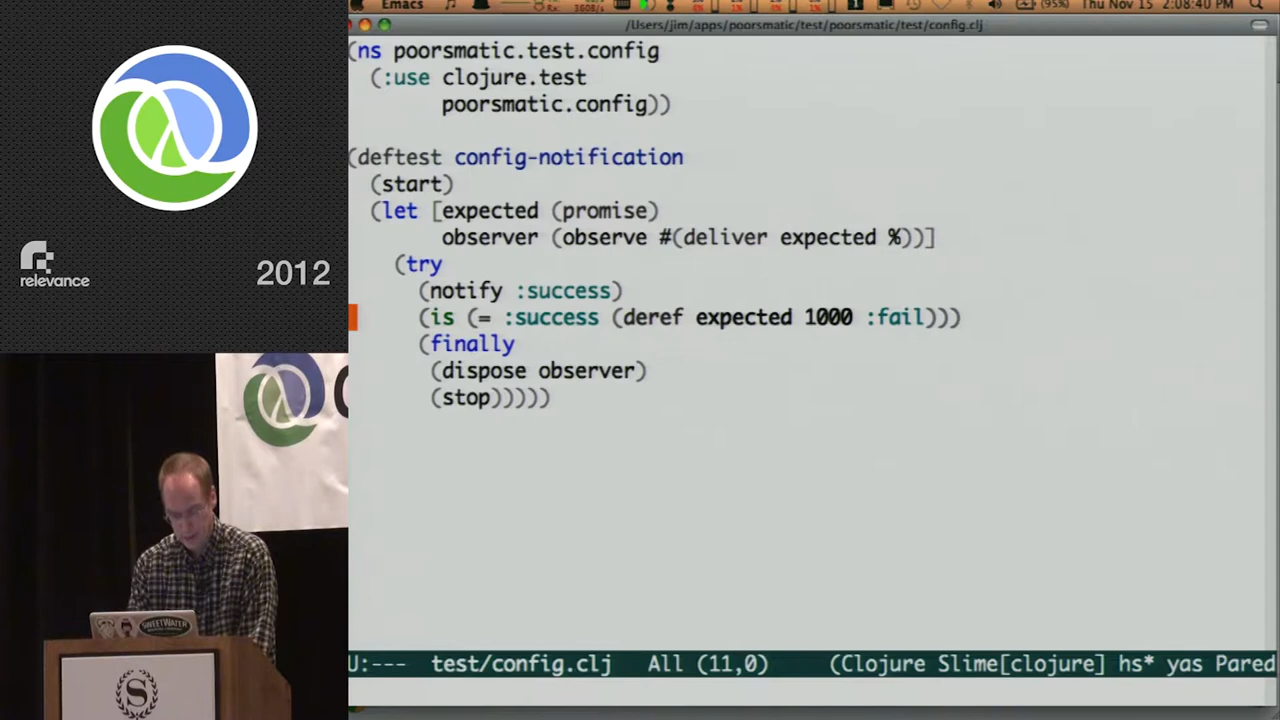 Emacs
3608/s
(95%)
Thu Nov 15 2:08:40 PM
/Users/jim/apps/poorsmatic/test/poorsmatic/test/config.clj
(ns poorsmatic.test.config
(:use clojure.test
poorsmatic.config))
(deftest config-notification
(start)
(let [expected (promise)
observer (observe #(deliver expected %))]
(try
(notify :success)
(is (= :success (deref expected 1000 :fail)))
(finally
(dispose observer)
(stop)))))
U:--- test/config.clj All (11,0) (Clojure Slime[clojure] hs* yas Pared
relevance
2012
SWEETWATER
S